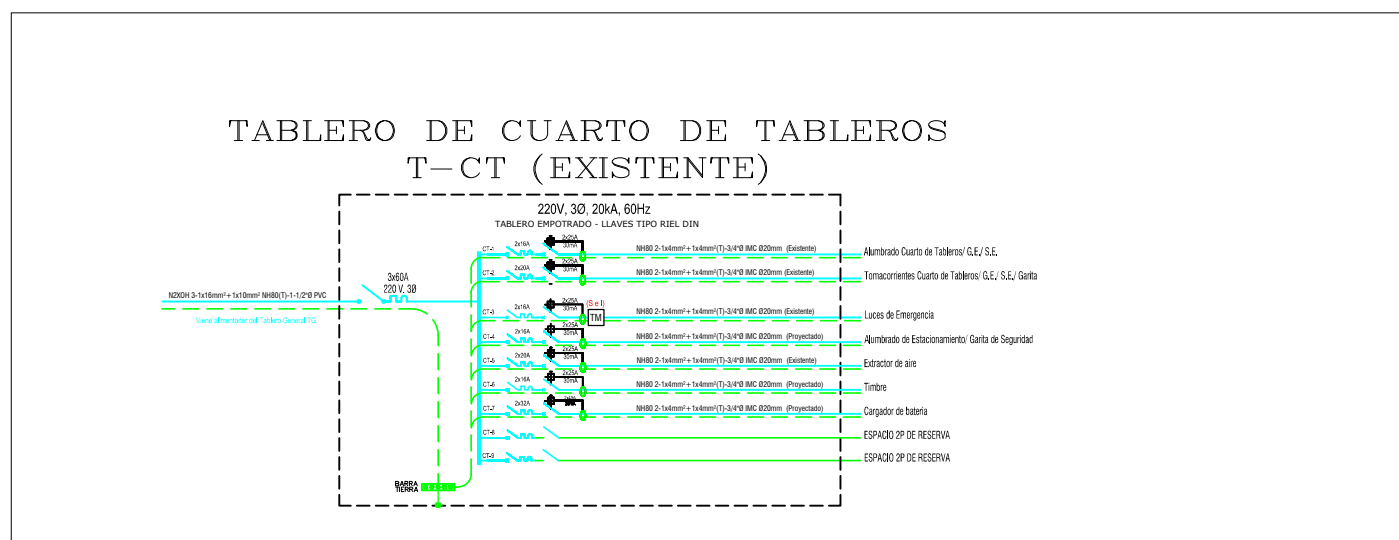 TABLERO DE CUARTO DE TABLEROS
T-CT (EXISTENTE)
220V, 3Ø, 20kA, 60Hz
TABLERO EMPOTRADO - LLAVES TIPO RIEL DIN
N2XOH 3-1x16mm²+1x10mm² NH80(T)-1-1/2"Ø PVC
Viene alimentador del Tablero General TG
3x60A
220 V. 3Ø
CT-1 2x16A 2x25A 30mA NH80 2-1x4mm²+1x4mm²(T)-3/4"Ø IMC Ø20mm (Existente) Alumbrado Cuarto de Tableros/ G.E./ S.E.
CT-2 2x20A 2x25A 30mA NH80 2-1x4mm²+1x4mm²(T)-3/4"Ø IMC Ø20mm (Existente) Tomacorrientes Cuarto de Tableros/ G.E./ S.E./ Garita
CT-3 2x16A 2x25A 30mA (S e I) TM NH80 2-1x4mm²+1x4mm²(T)-3/4"Ø IMC Ø20mm (Existente) Luces de Emergencia
CT-4 2x16A 2x25A 30mA NH80 2-1x4mm²+1x4mm²(T)-3/4"Ø IMC Ø20mm (Proyectado) Alumbrado de Estacionamiento/ Garita de Seguridad
CT-5 2x20A 2x25A 30mA NH80 2-1x4mm²+1x4mm²(T)-3/4"Ø IMC Ø20mm (Existente) Extractor de aire
CT-6 2x16A 2x25A 30mA NH80 2-1x4mm²+1x4mm²(T)-3/4"Ø IMC Ø20mm (Proyectado) Timbre
CT-7 2x32A NH80 2-1x4mm²+1x4mm²(T)-3/4"Ø IMC Ø20mm (Proyectado) Cargador de bateria
CT-8 ESPACIO 2P DE RESERVA
CT-9 ESPACIO 2P DE RESERVA
BARRA
TIERRA